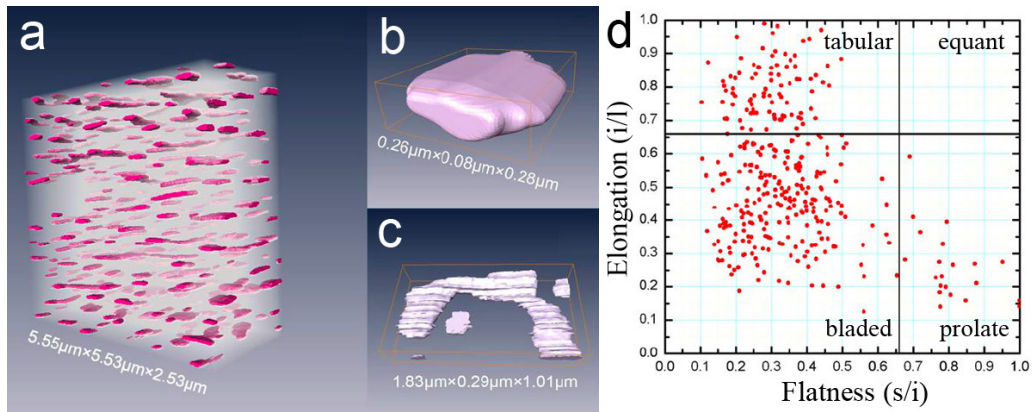 a
5.55μm×5.53μm×2.53μm
b
0.26μm×0.08μm×0.28μm
c
1.83μm×0.29μm×1.01μm
d
Elongation (i/l)
1.0
0.9
0.8
0.7
0.6
0.5
0.4
0.3
0.2
0.1
0.0
tabular
equant
bladed
prolate
0.0 0.1 0.2 0.3 0.4 0.5 0.6 0.7 0.8 0.9 1.0
Flatness (s/i)